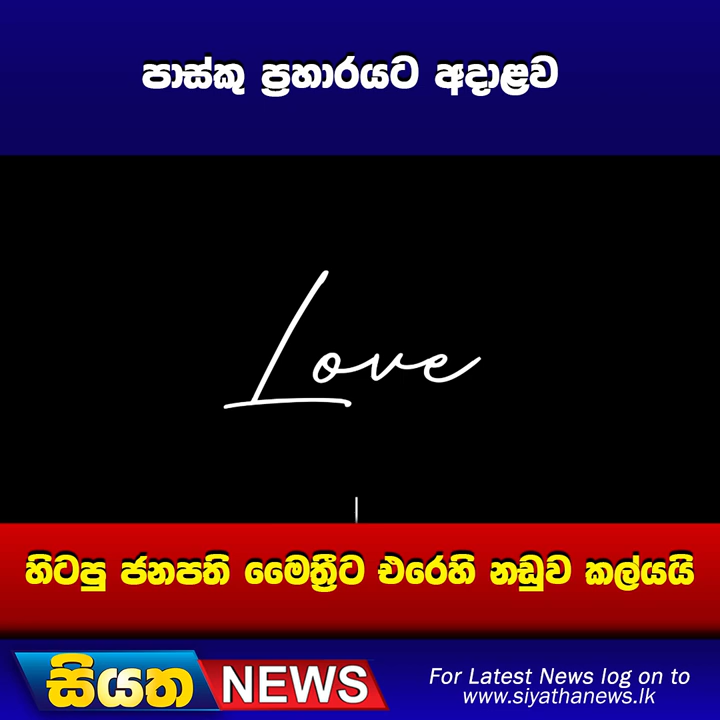 පාස්කු ප්‍රහාරයට අදාළව
Love
හිටපු ජනපති මෛත්‍රීට එරෙහි නඩුව කල්යයි
සියත NEWS
For Latest News log on to
www.siyathanews.lk